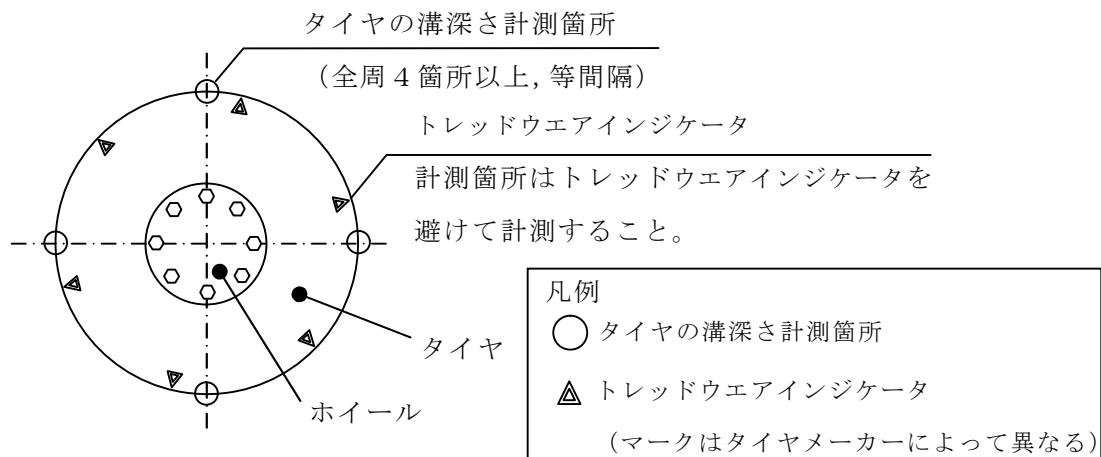 タイヤの溝深さ計測箇所
（全周4箇所以上,等間隔）
トレッドウエアインジケータ
計測箇所はトレッドウエアインジケータを
避けて計測すること。
タイヤ
ホイール
凡例
タイヤの溝深さ計測箇所
トレッドウエアインジケータ
（マークはタイヤメーカーによって異なる）